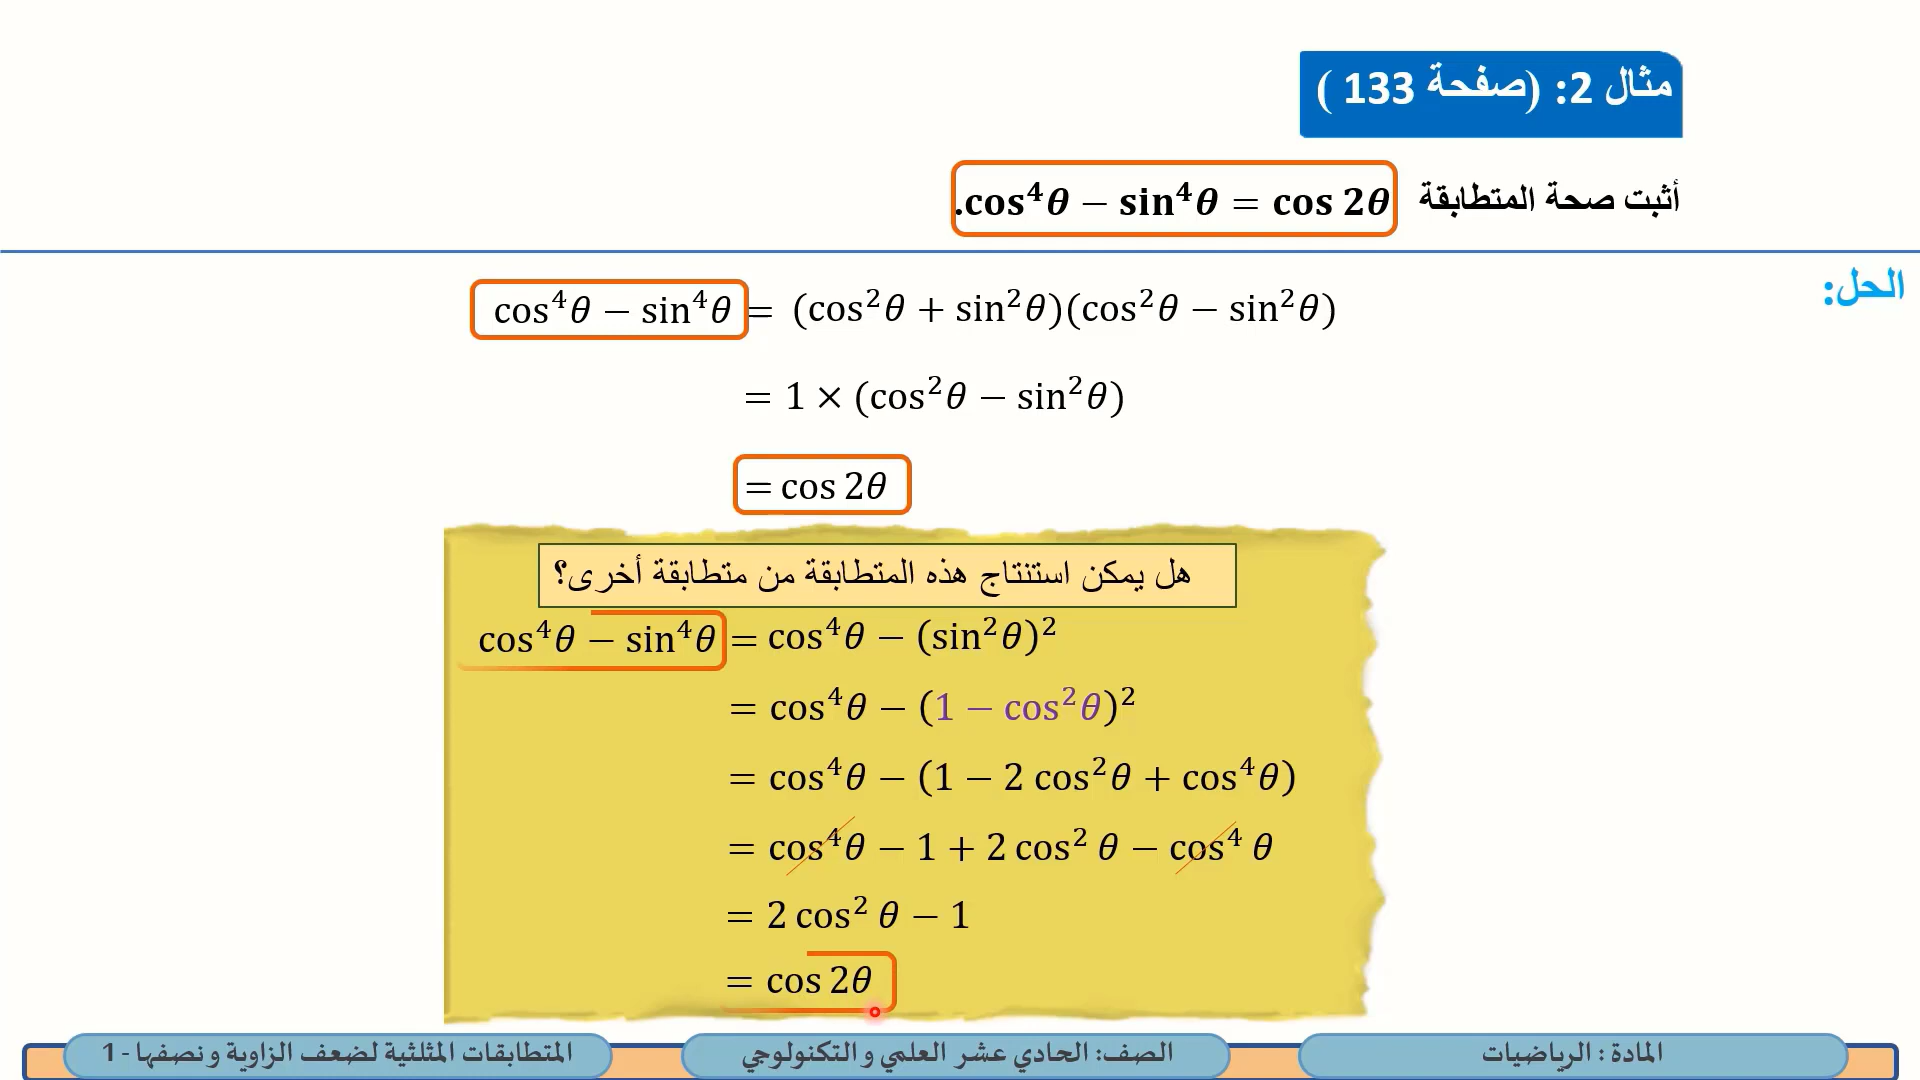 مثال 2: (صفحة 133 )
أثبت صحة المتطابقة cos⁴θ − sin⁴θ = cos 2θ.
الحل:
cos⁴θ − sin⁴θ = (cos²θ + sin²θ)(cos²θ − sin²θ)
= 1 × (cos²θ − sin²θ)
= cos 2θ
هل يمكن استنتاج هذه المتطابقة من متطابقة أخرى؟
cos⁴θ − sin⁴θ = cos⁴θ − (sin²θ)²
= cos⁴θ − (1 − cos²θ)²
= cos⁴θ − (1 − 2 cos²θ + cos⁴θ)
= cos⁴θ − 1 + 2 cos² θ − cos⁴ θ
= 2 cos² θ − 1
= cos 2θ
المادة : الرياضيات
الصف: الحادي عشر العلمي و التكنولوجي
المتطابقات المثلثية لضعف الزاوية و نصفها - 1